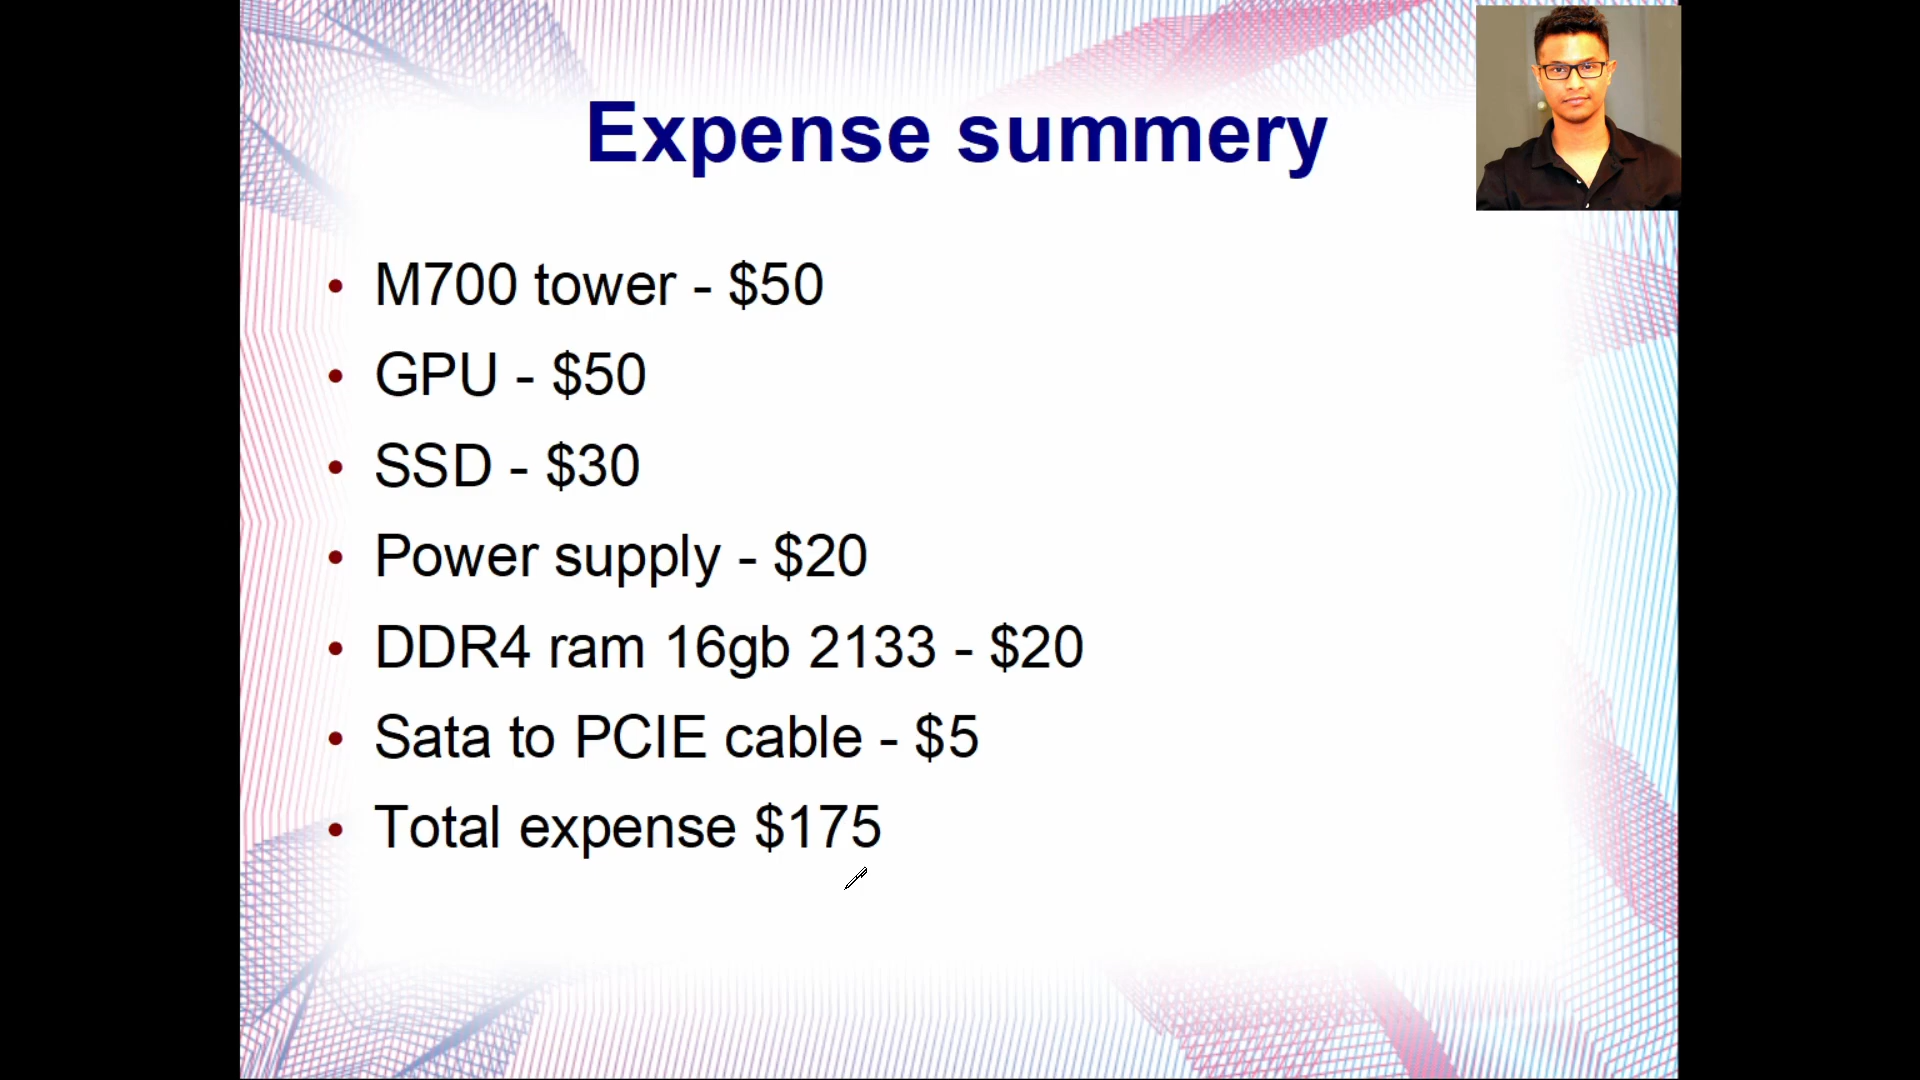 Expense summery
• M700 tower - $50
• GPU - $50
• SSD - $30
• Power supply - $20
• DDR4 ram 16gb 2133 - $20
• Sata to PCIE cable - $5
• Total expense $175